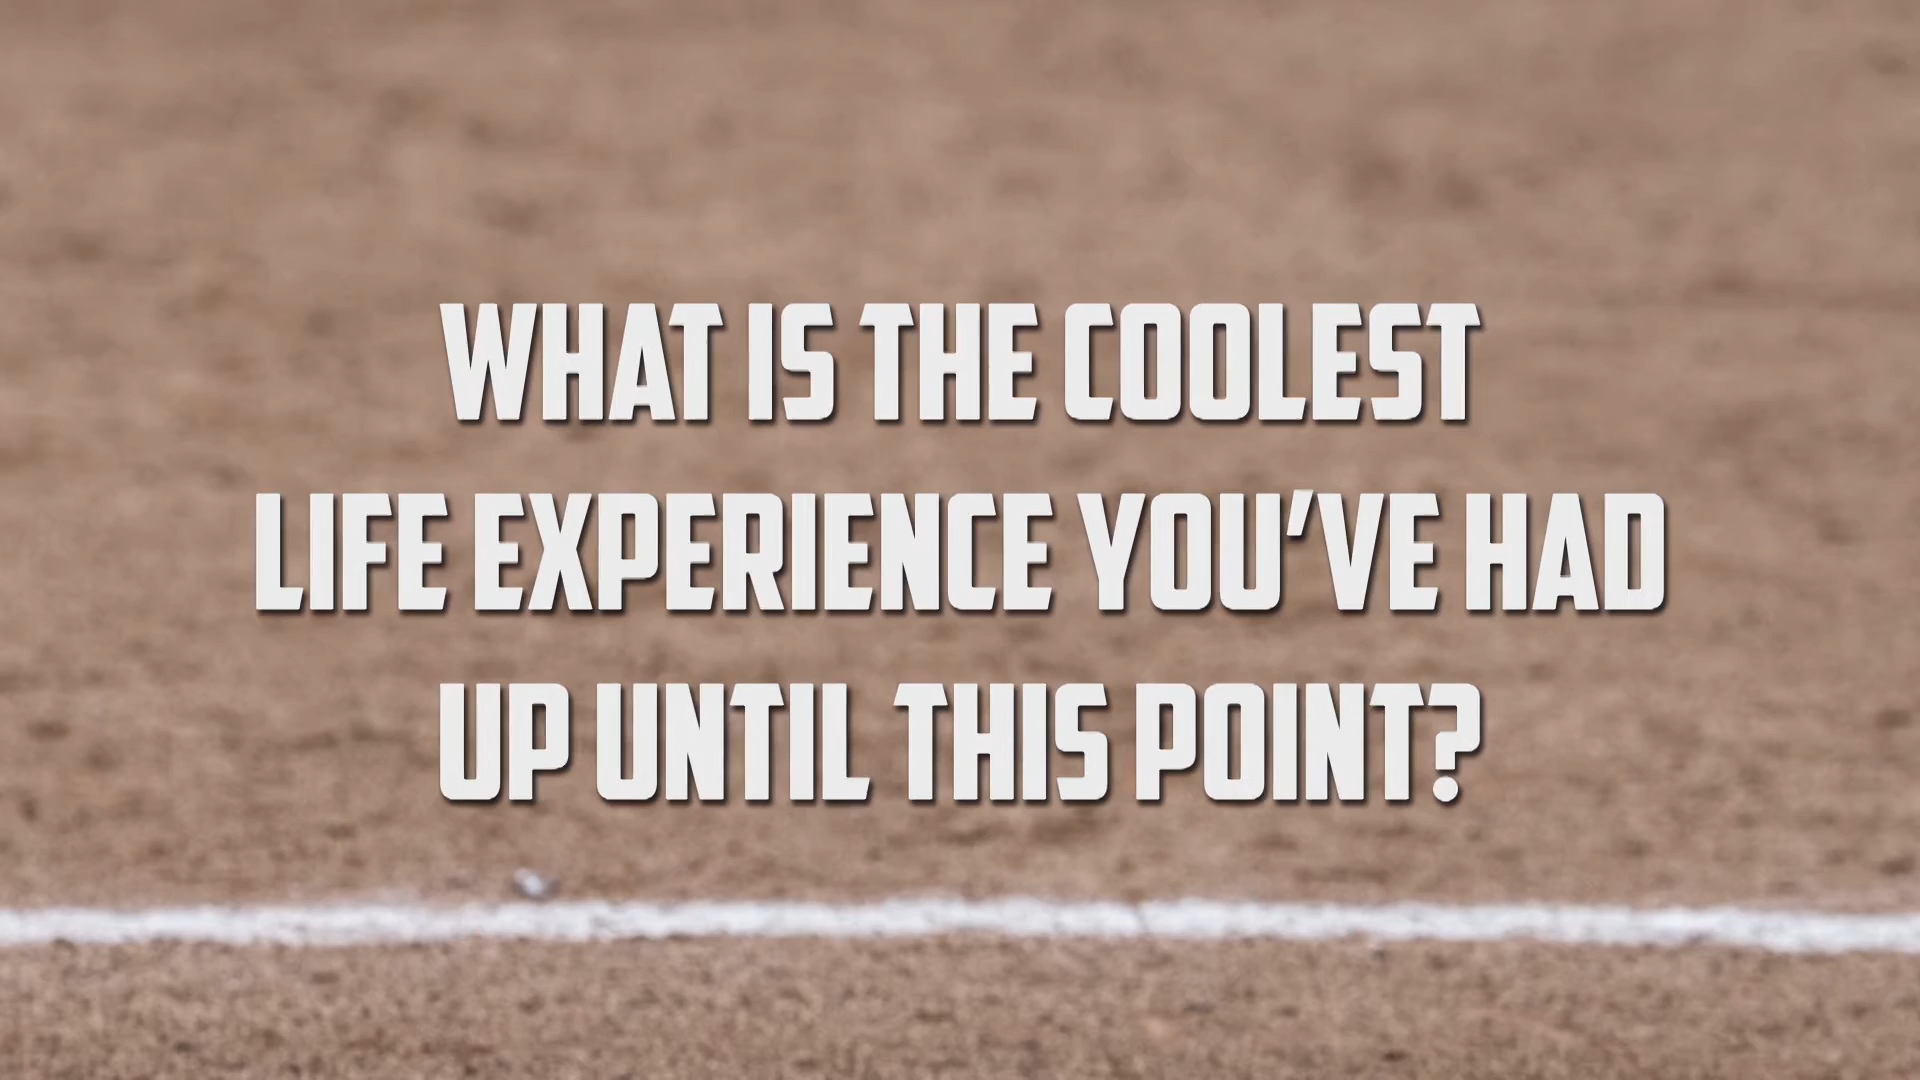 WHAT IS THE COOLEST
LIFE EXPERIENCE YOU'VE HAD
UP UNTIL THIS POINT?